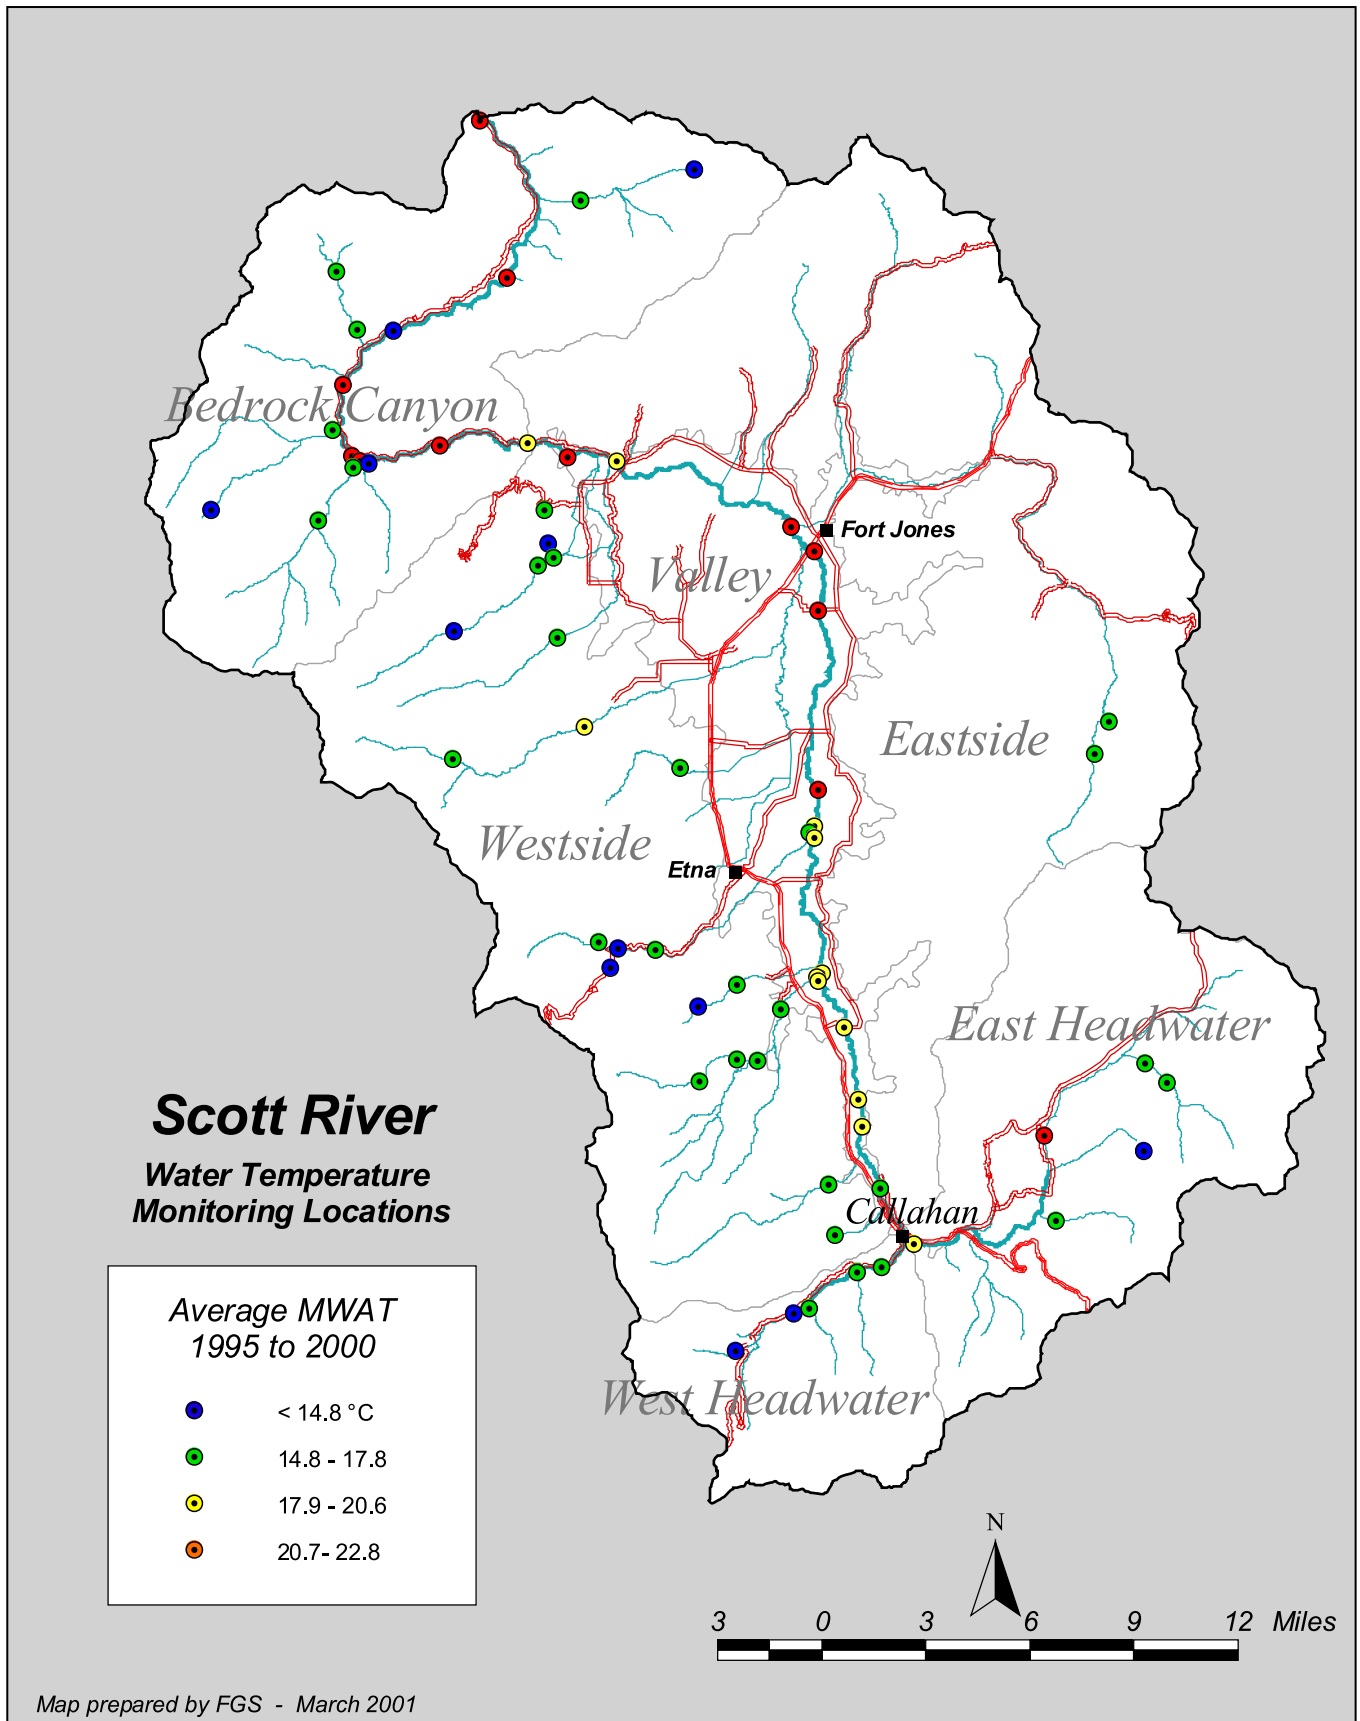 Bedrock Canyon
Fort Jones
Valley
Eastside
Westside
Etna
East Headwater
Scott River
Water Temperature
Monitoring Locations
Callahan
Average MWAT
1995 to 2000
West Headwater
< 14.8 °C
14.8 - 17.8
17.9 - 20.6
20.7- 22.8
N
3 0 3 6 9 12 Miles
Map prepared by FGS - March 2001